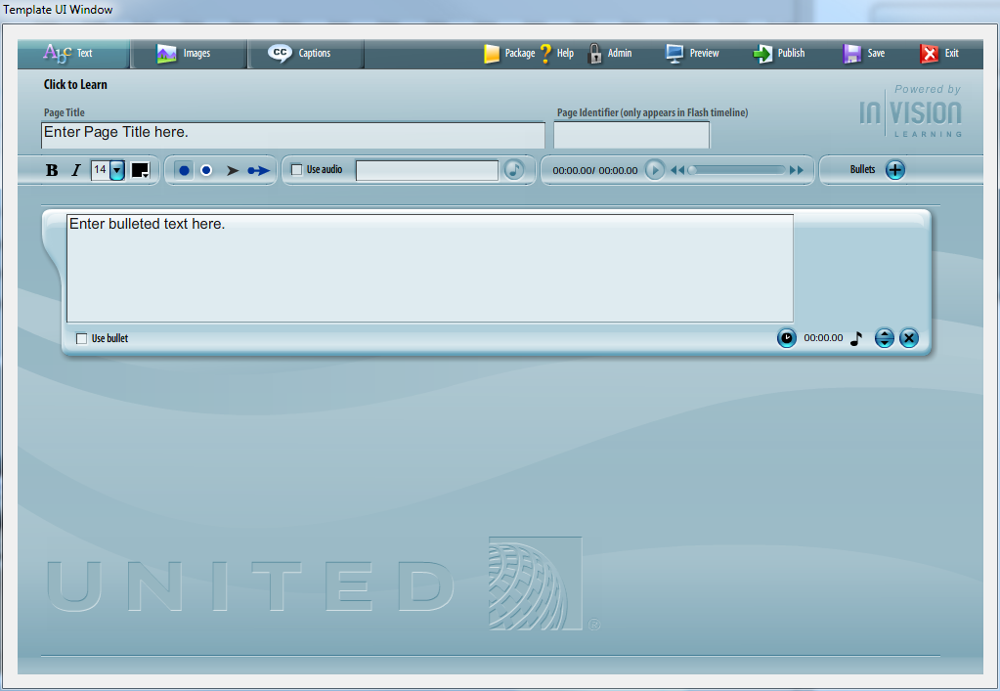 Template UI Window
Abc Text Images CC Captions Package ? Help Admin Preview Publish Save Exit
Click to Learn
Powered by
IN VISION
LEARNING
Page Title
Page Identifier (only appears in Flash timeline)
Enter Page Title here.
B I 14 Use audio 00:00.00/ 00:00.00 Bullets
Enter bulleted text here.
Use bullet 00:00.00
UNITED ®